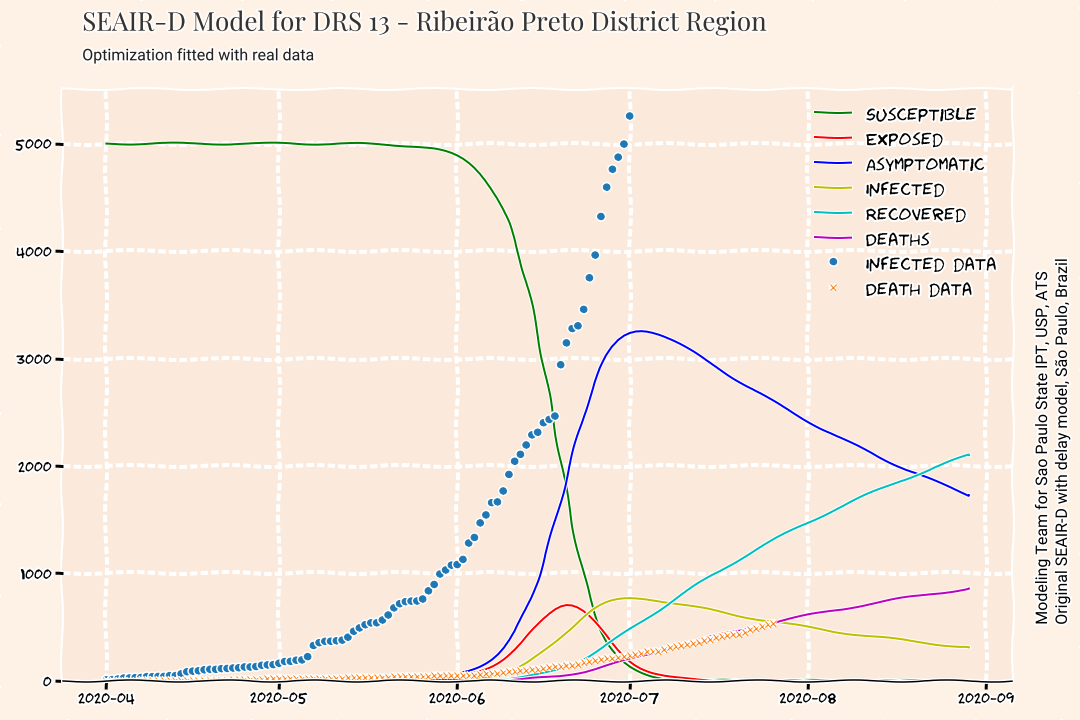 SEAIR-D Model for DRS 13 - Ribeirão Preto District Region
Optimization fitted with real data
SUSCEPTIBLE
EXPOSED
ASYMPTOMATIC
INFECTED
RECOVERED
DEATHS
INFECTED DATA
DEATH DATA
5000
4000
3000
2000
1000
0
2020-04
2020-05
2020-06
2020-07
2020-08
2020-09
Modeling Team for Sao Paulo State IPT, USP, ATS
Original SEAIR-D with delay model, São Paulo, Brazil